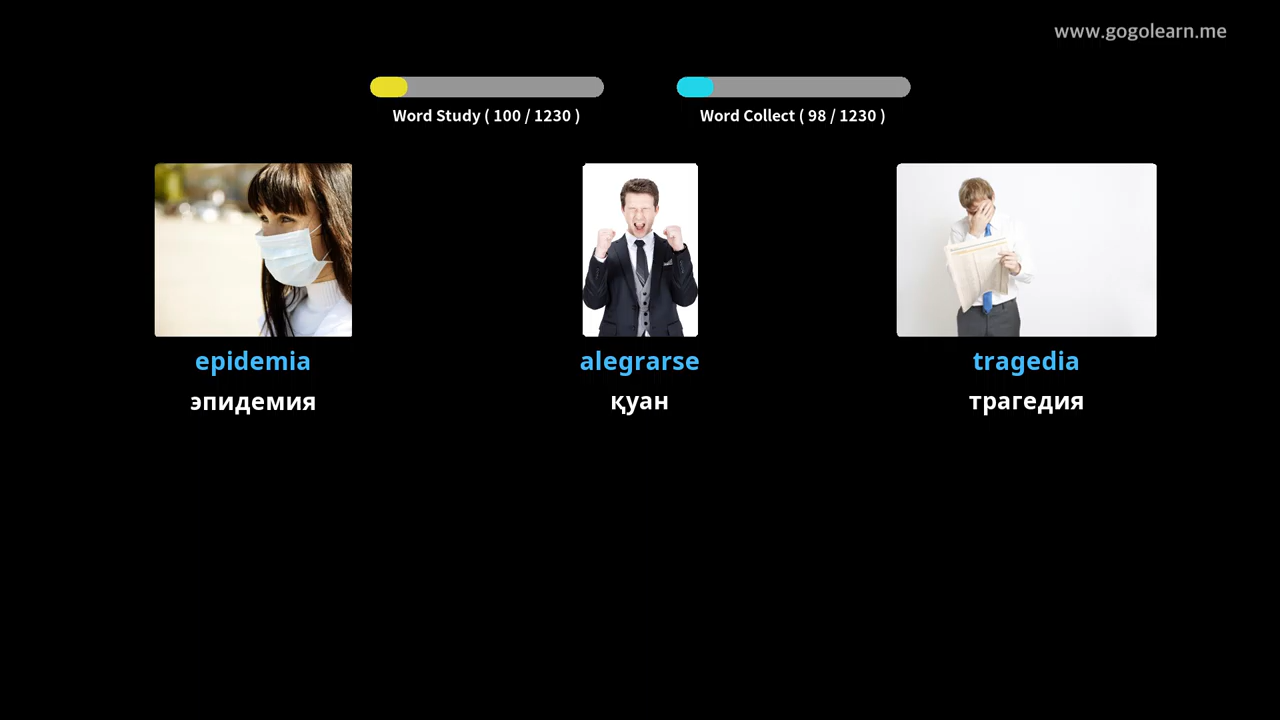 www.gogolearn.me
Word Study ( 100 / 1230 )
Word Collect ( 98 / 1230 )
epidemia
alegrarse
tragedia
эпидемия
қуан
трагедия